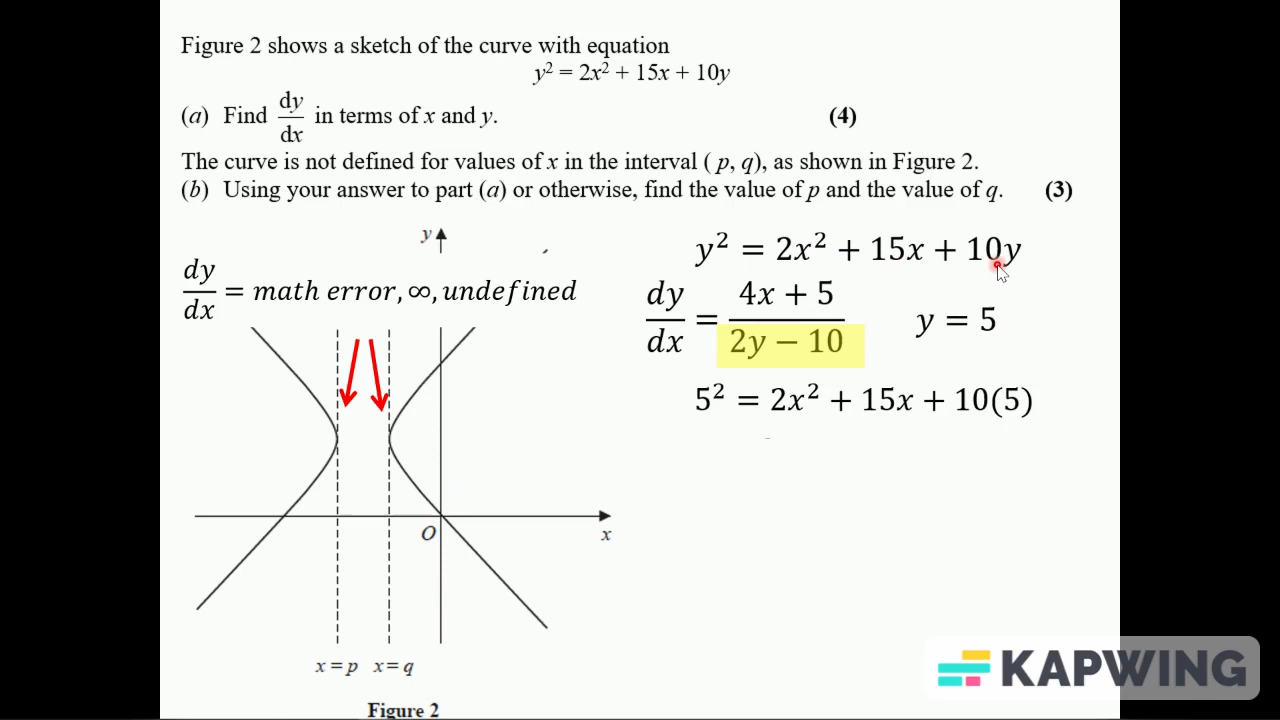 Figure 2 shows a sketch of the curve with equation
y² = 2x² + 15x + 10y
(a) Find dy/dx in terms of x and y. (4)
The curve is not defined for values of x in the interval ( p, q), as shown in Figure 2.
(b) Using your answer to part (a) or otherwise, find the value of p and the value of q. (3)
y
dy/dx = math error, ∞, undefined
O
x
x = p x = q
Figure 2
y² = 2x² + 15x + 10y
dy/dx = (4x + 5)/(2y − 10) y = 5
5² = 2x² + 15x + 10(5)
KAPWING